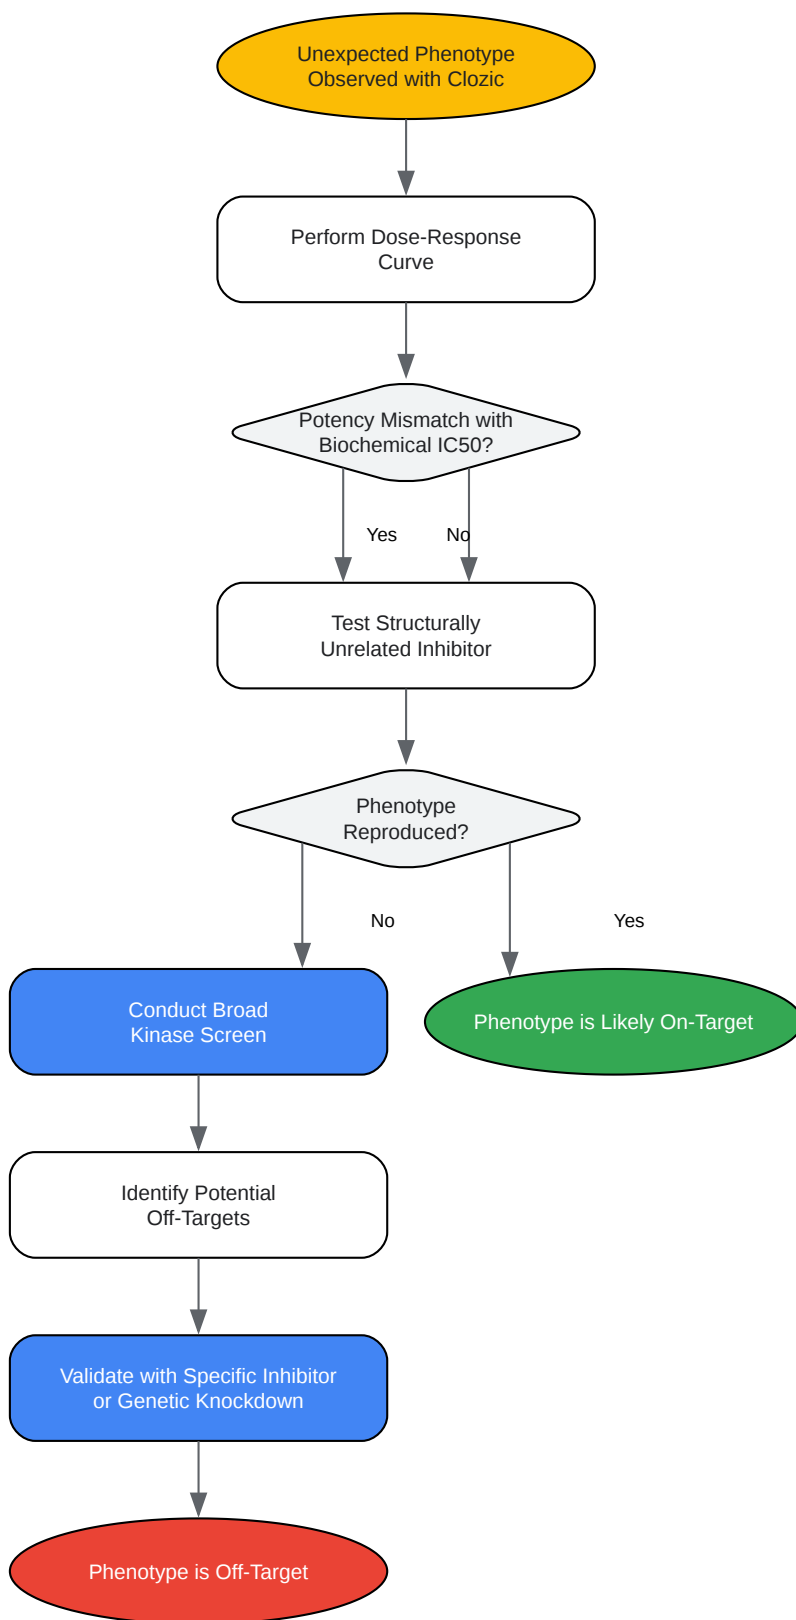 Unexpected Phenotype
Observed with Clozic
Perform Dose-Response
Curve
Potency Mismatch with
Biochemical IC50?
Yes
No
Test Structurally
Unrelated Inhibitor
Phenotype
Reproduced?
No
Yes
Conduct Broad
Kinase Screen
Phenotype is Likely On-Target
Identify Potential
Off-Targets
Validate with Specific Inhibitor
or Genetic Knockdown
Phenotype is Off-Target